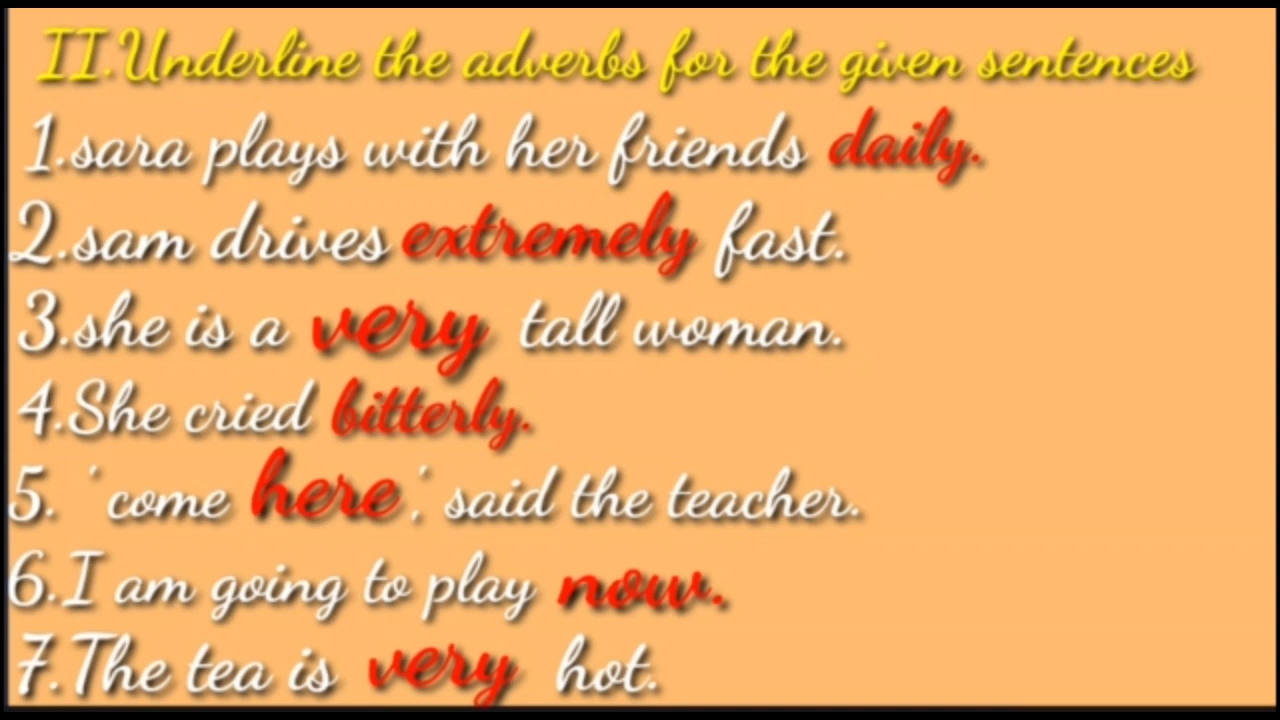 II.Underline the adverbs for the given sentences
1.sara plays with her friends daily.
2.sam drives extremely fast.
3.she is a very tall woman.
4.She cried bitterly.
5. 'come here', said the teacher.
6.I am going to play now.
7.The tea is very hot.